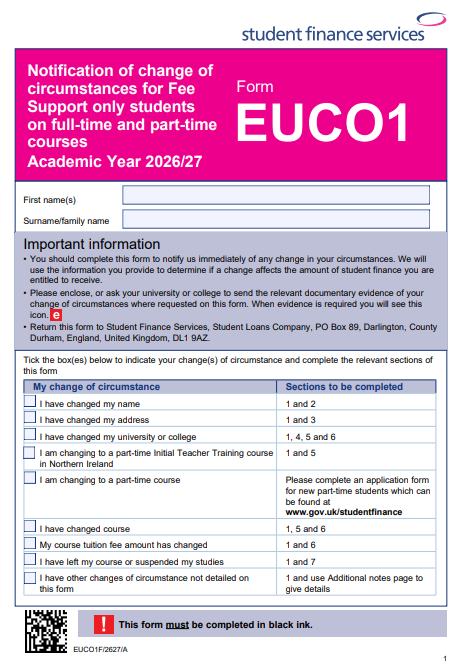 student finance services
Notification of change of
circumstances for Fee
Support only students
on full-time and part-time
courses
Academic Year 2026/27
Form
EUCO1
First name(s)
Surname/family name
Important information
• You should complete this form to notify us immediately of any change in your circumstances. We will
use the information you provide to determine if a change affects the amount of student finance you are
entitled to receive.
• Please enclose, or ask your university or college to send the relevant documentary evidence of your
change of circumstances where requested on this form. When evidence is required you will see this
icon. e
• Return this form to Student Finance Services, Student Loans Company, PO Box 89, Darlington, County
Durham, England, United Kingdom, DL1 9AZ.
Tick the box(es) below to indicate your change(s) of circumstance and complete the relevant sections of
this form
My change of circumstance Sections to be completed
I have changed my name 1 and 2
I have changed my address 1 and 3
I have changed my university or college 1, 4, 5 and 6
I am changing to a part-time Initial Teacher Training course 1 and 5
in Northern Ireland
I am changing to a part-time course Please complete an application form
for new part-time students which can
be found at
www.gov.uk/studentfinance
I have changed course 1, 5 and 6
My course tuition fee amount has changed 1 and 6
I have left my course or suspended my studies 1 and 7
I have other changes of circumstance not detailed on 1 and use Additional notes page to
this form give details
! This form must be completed in black ink.
EUCO1F/2627/A
1